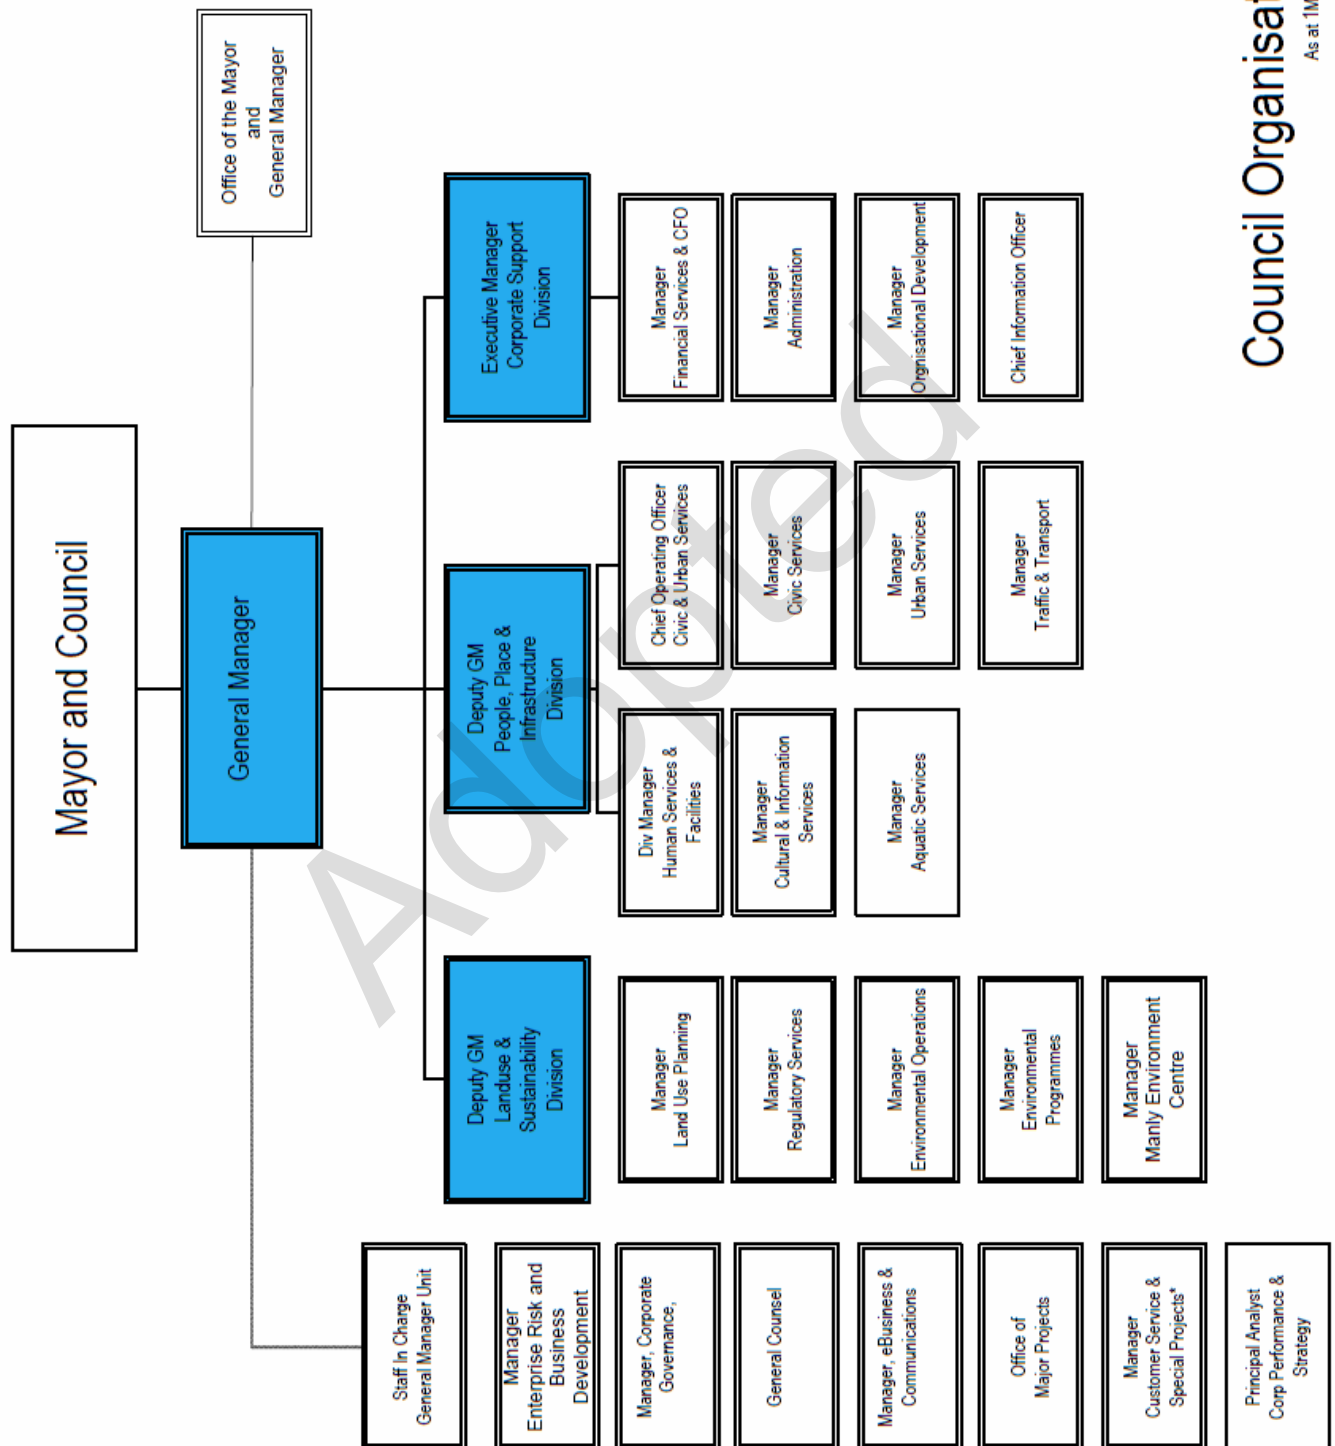 Mayor and Council
General Manager
Office of the Mayor
and
General Manager
Staff In Charge
General Manager Unit
Manager
Enterprise Risk and
Business
Development
Manager, Corporate
Governance,
General Counsel
Manager, eBusiness &
Communications
Office of
Major Projects
Manager
Customer Service &
Special Projects*
Principal Analyst
Corp Performance &
Strategy
Deputy GM
Landuse &
Sustainability
Division
Manager
Land Use Planning
Manager
Regulatory Services
Manager
Environmental Operations
Manager
Environmental
Programmes
Manager
Manly Environment
Centre
Deputy GM
People, Place &
Infrastructure
Division
Div Manager
Human Services &
Facilities
Manager
Cultural & Information
Services
Manager
Aquatic Services
Chief Operating Officer
Civic & Urban Services
Manager
Civic Services
Manager
Urban Services
Manager
Traffic & Transport
Executive Manager
Corporate Support
Division
Manager
Financial Services & CFO
Manager
Administration
Manager
Orgnisational Development
Chief Information Officer
Council Organisat
As at 1M
Adopted